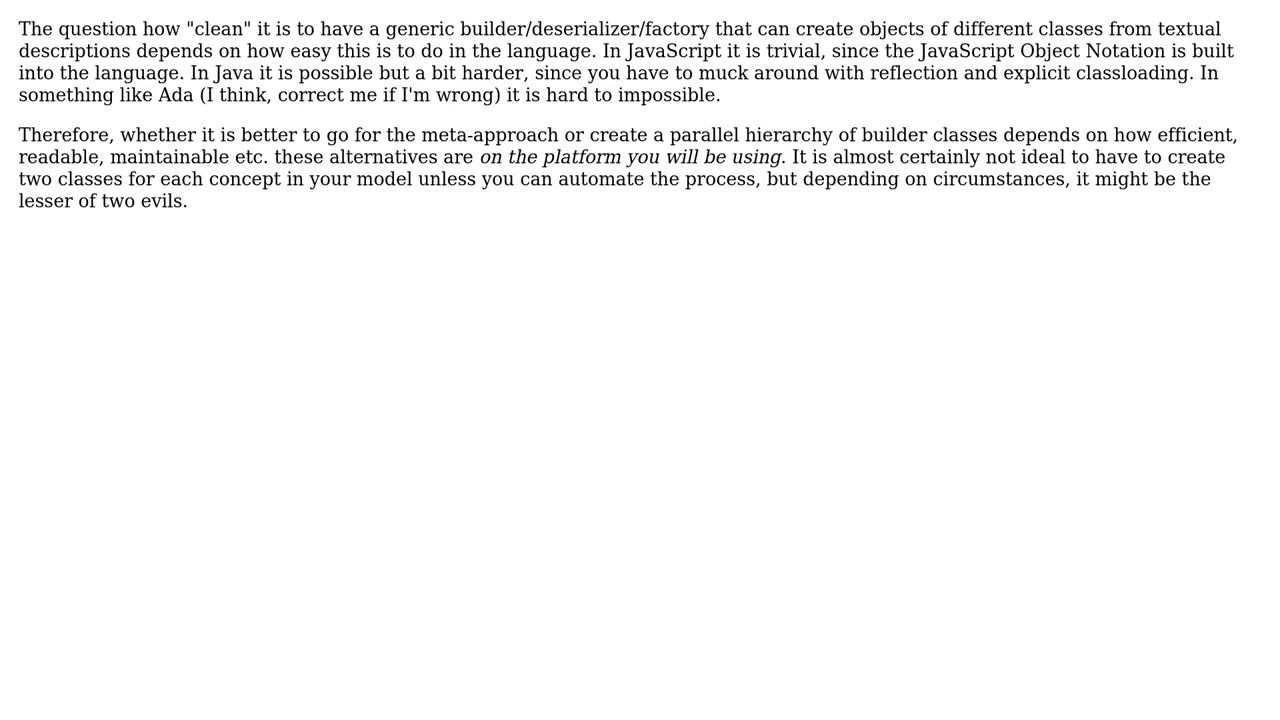 The question how "clean" it is to have a generic builder/deserializer/factory that can create objects of different classes from textual
descriptions depends on how easy this is to do in the language. In JavaScript it is trivial, since the JavaScript Object Notation is built
into the language. In Java it is possible but a bit harder, since you have to muck around with reflection and explicit classloading. In
something like Ada (I think, correct me if I'm wrong) it is hard to impossible.
Therefore, whether it is better to go for the meta-approach or create a parallel hierarchy of builder classes depends on how efficient,
readable, maintainable etc. these alternatives are on the platform you will be using. It is almost certainly not ideal to have to create
two classes for each concept in your model unless you can automate the process, but depending on circumstances, it might be the
lesser of two evils.